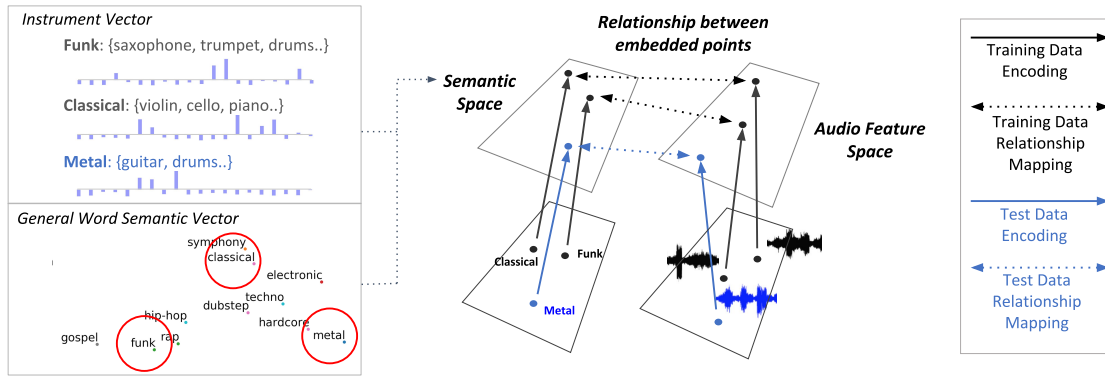 Instrument Vector
Funk: {saxophone, trumpet, drums..}
Classical: {violin, cello, piano..}
Metal: {guitar, drums..}
General Word Semantic Vector
symphony
classical
electronic
techno
dubstep
hip-hop
hardcore
gospel
funk
rap
metal
Relationship between
embedded points
Semantic
Space
Audio Feature
Space
Classical
Funk
Metal
Training Data
Encoding
Training Data
Relationship
Mapping
Test Data
Encoding
Test Data
Relationship
Mapping